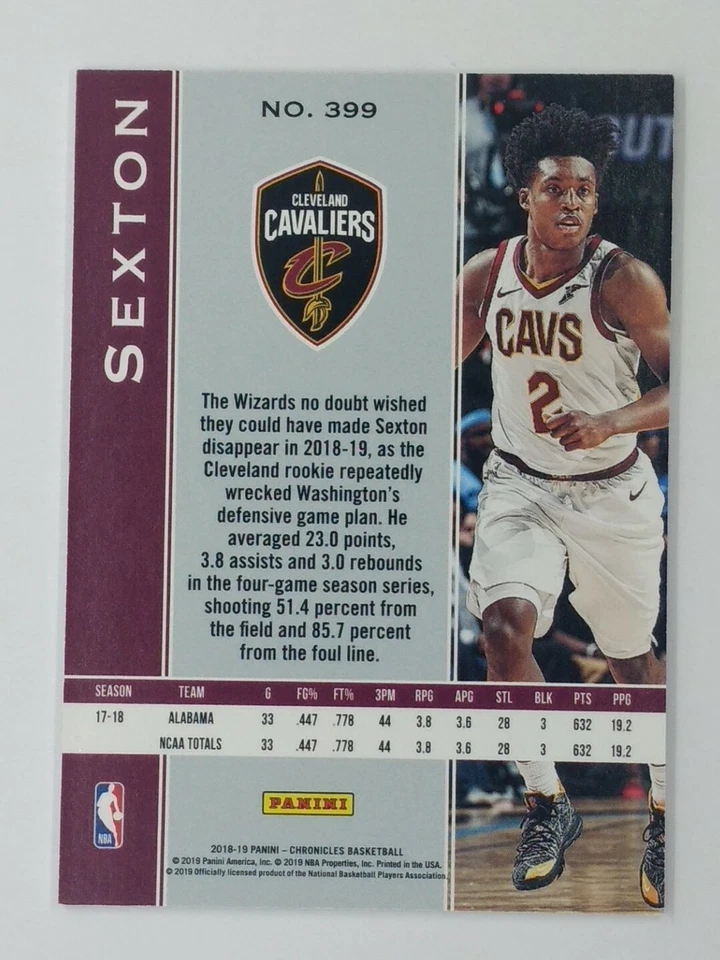 SEXTON
NO. 399
CLEVELAND
CAVALIERS
C
The Wizards no doubt wished
they could have made Sexton
disappear in 2018-19, as the
Cleveland rookie repeatedly
wrecked Washington's
defensive game plan. He
averaged 23.0 points,
3.8 assists and 3.0 rebounds
in the four-game season series,
shooting 51.4 percent from
the field and 85.7 percent
from the foul line.
OUT
CAVS
2
SEASON TEAM G FG% FT% 3PM RPG APG STL BLK PTS PPG
17-18 ALABAMA 33 .447 .778 44 3.8 3.6 28 3 632 19.2
NCAA TOTALS 33 .447 .778 44 3.8 3.6 28 3 632 19.2
NBA
PANINI
2018-19 PANINI – CHRONICLES BASKETBALL
© 2019 Panini America, Inc. © 2019 NBA Properties, Inc. Printed in the USA.
© 2019 Officially licensed product of the National Basketball Players Association.